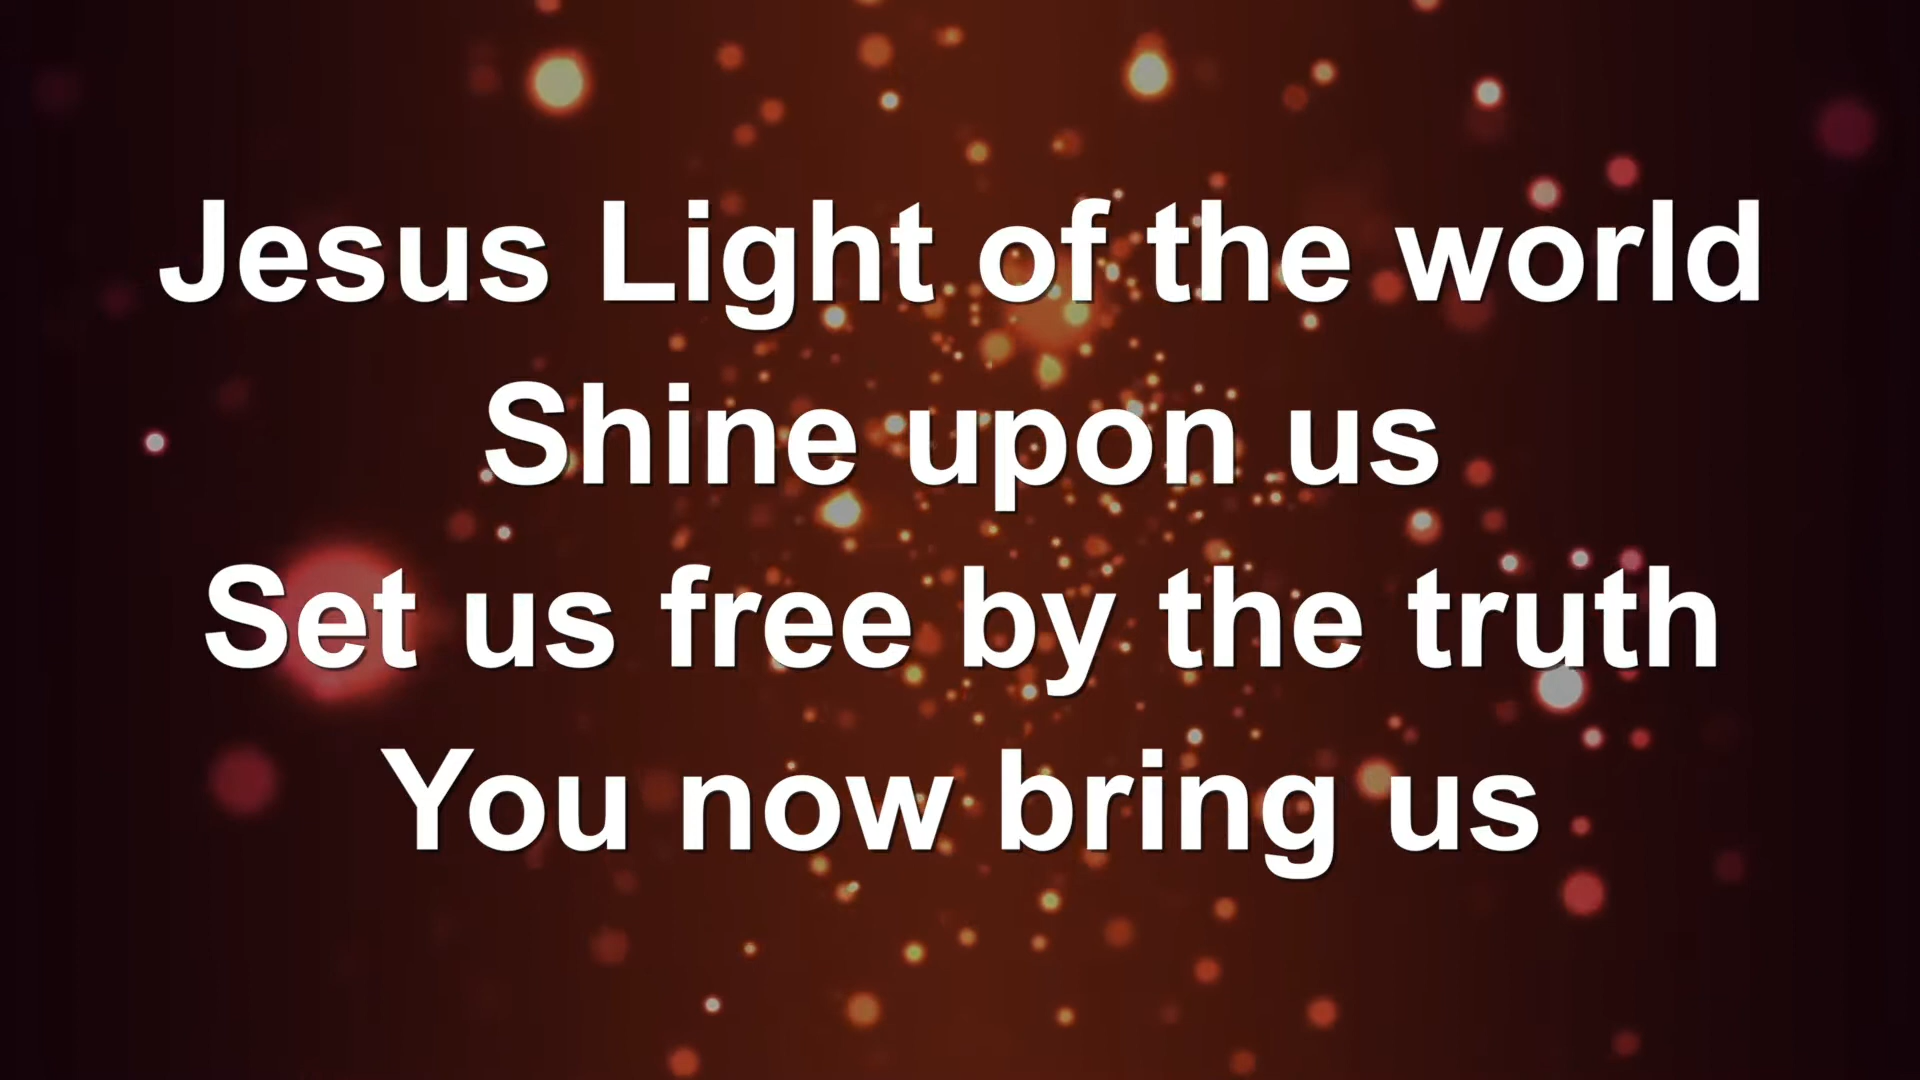 Jesus Light of the world
Shine upon us
Set us free by the truth
You now bring us